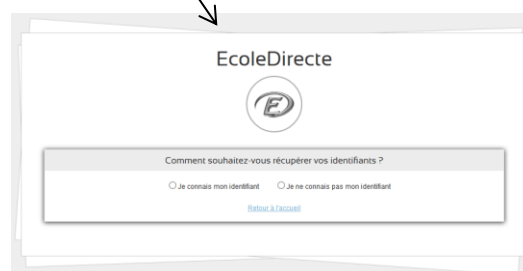 EcoleDirecte
E
Comment souhaitez-vous récupérer vos identifiants ?
Je connais mon identifiant Je ne connais pas mon identifiant
Retour à l'accueil